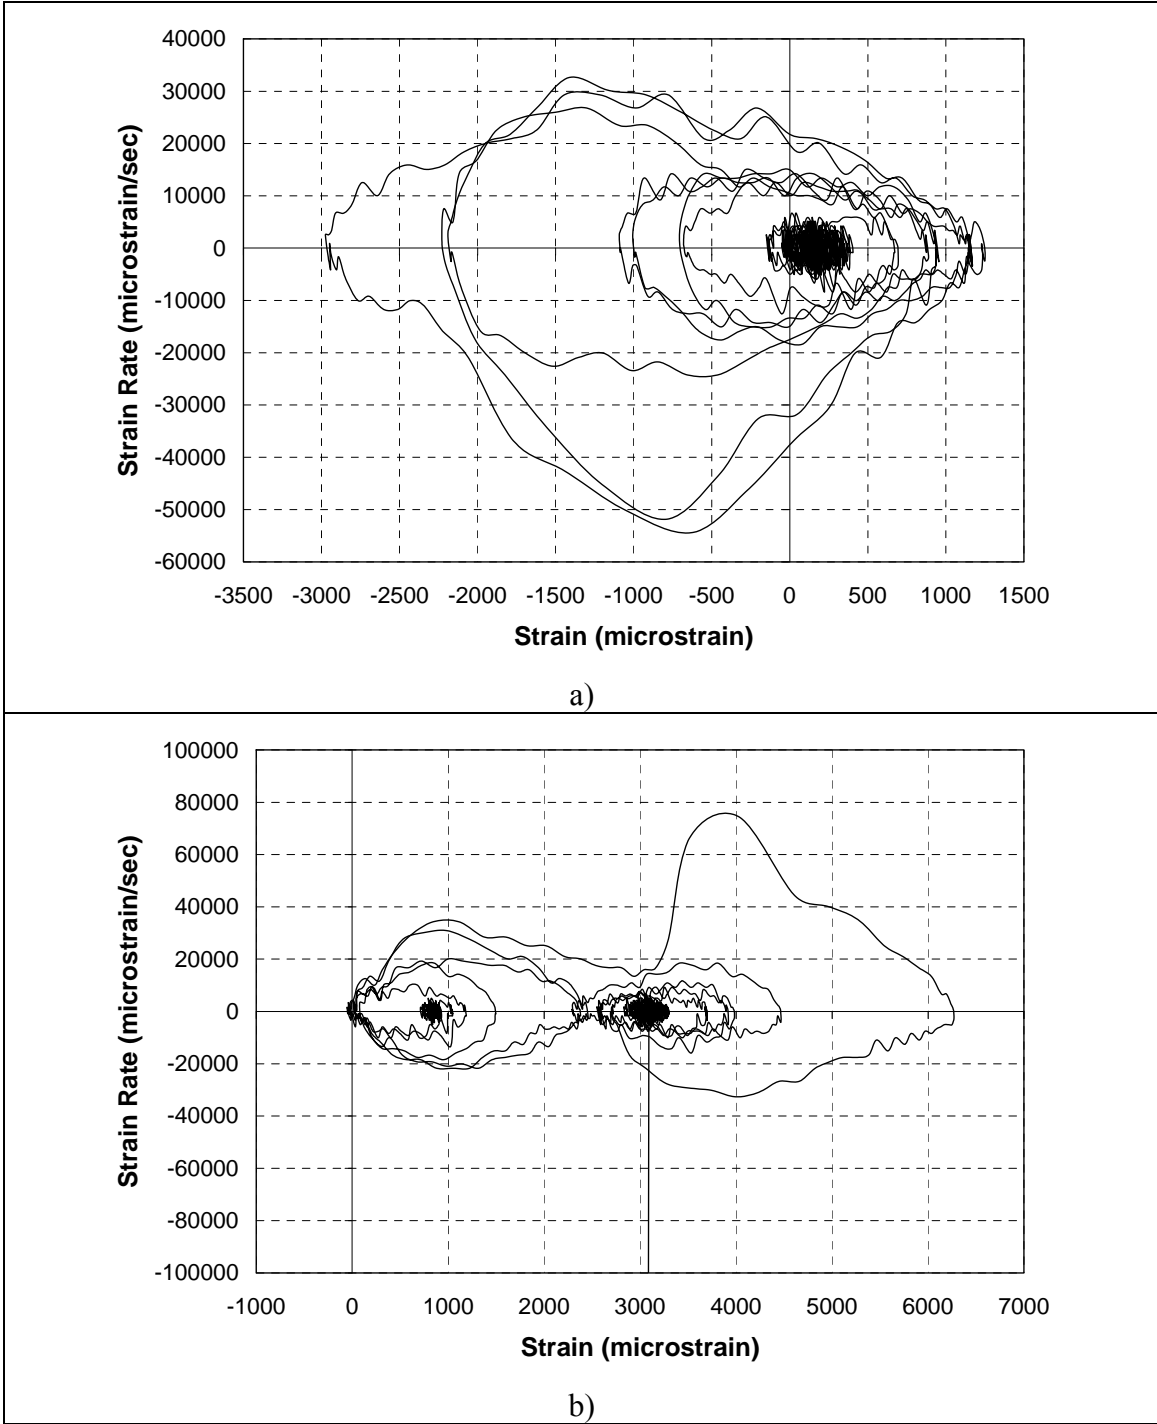 40000
30000
20000
10000
0
-10000
-20000
-30000
-40000
-50000
-60000
Strain Rate (microstrain/sec)
-3500 -3000 -2500 -2000 -1500 -1000 -500 0 500 1000 1500
Strain (microstrain)
a)
100000
80000
60000
40000
20000
0
-20000
-40000
-60000
-80000
-100000
Strain Rate (microstrain/sec)
-1000 0 1000 2000 3000 4000 5000 6000 7000
Strain (microstrain)
b)